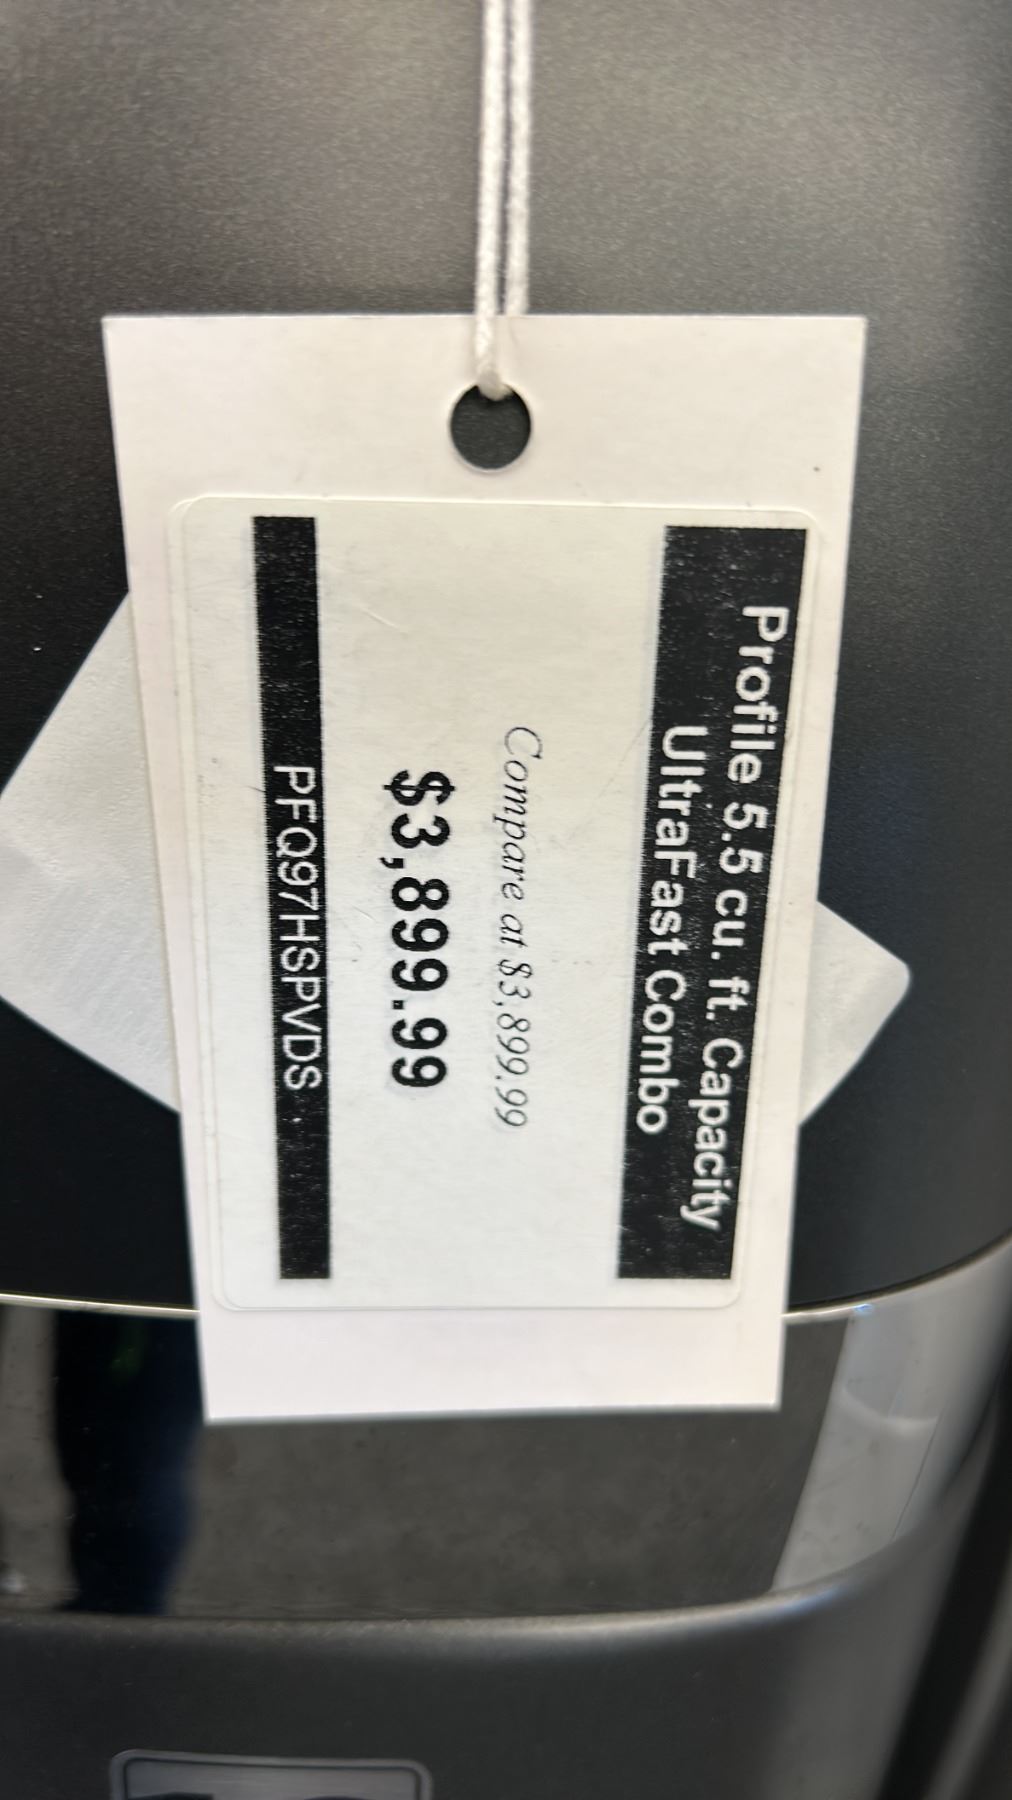 Profile 5.5 cu. ft. Capacity
UltraFast Combo
Compare at $3,899.99
$3,899.99
PFQ97HSPVDS